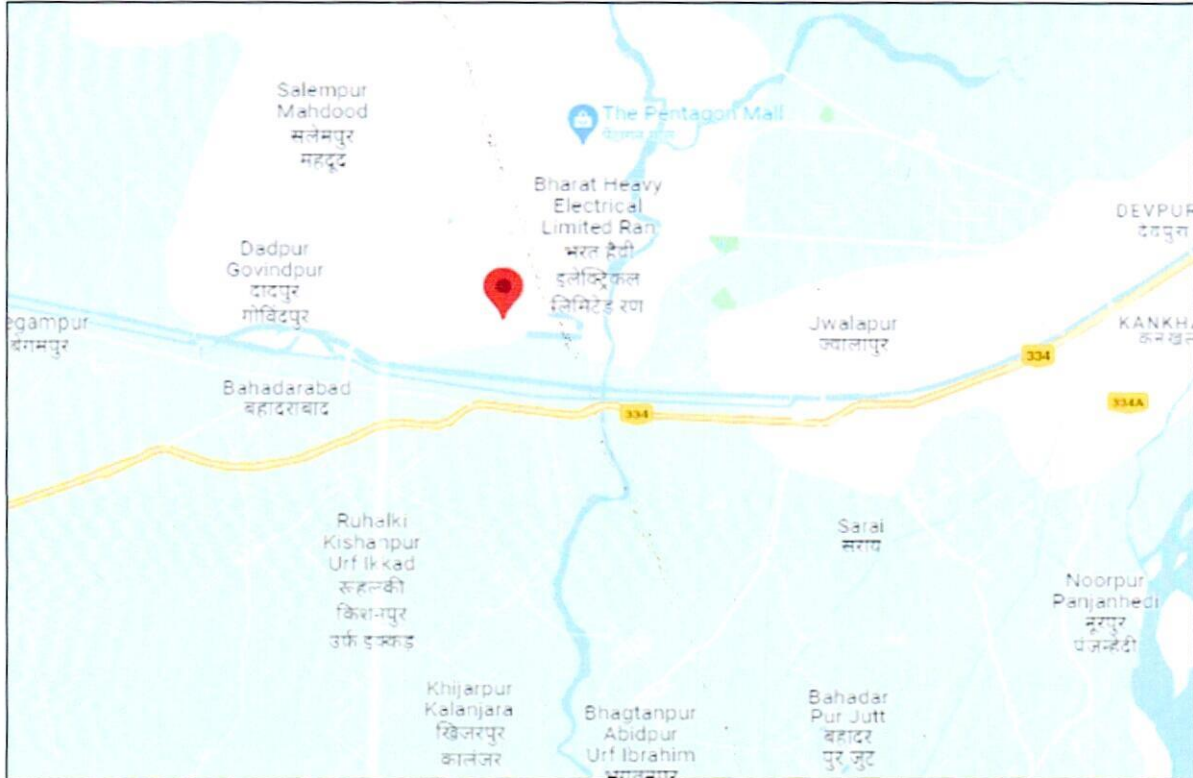 Salempur
Mahdood
सलेमपुर
महदूद
The Pentagon Mall
Bharat Heavy
Electrical
Limited Ran
भरत हैवी
इलेक्ट्रिकल
लिमिटेड रण
DEVPUR
देवपुरा
Dadpur
Govindpur
दादपुर
गोविंदपुर
egampur
बेगमपुर
Jwalapur
ज्वालापुर
KANKHA
कनखल
334
Bahadarabad
बहादराबाद
334
334A
Ruhalki
Kishanpur
Urf Ikkad
रूहलकी
किशनपुर
उर्फ इक्कड़
Sarai
सराय
Noorpur
Panjanhedi
नूरपुर
पंजनहेदी
Khijarpur
Kalanjara
खिजरपुर
कालंजर
Bhagtanpur
Abidpur
Urf Ibrahim
Bahadar
Pur Jutt
बहादर
पुर जुट